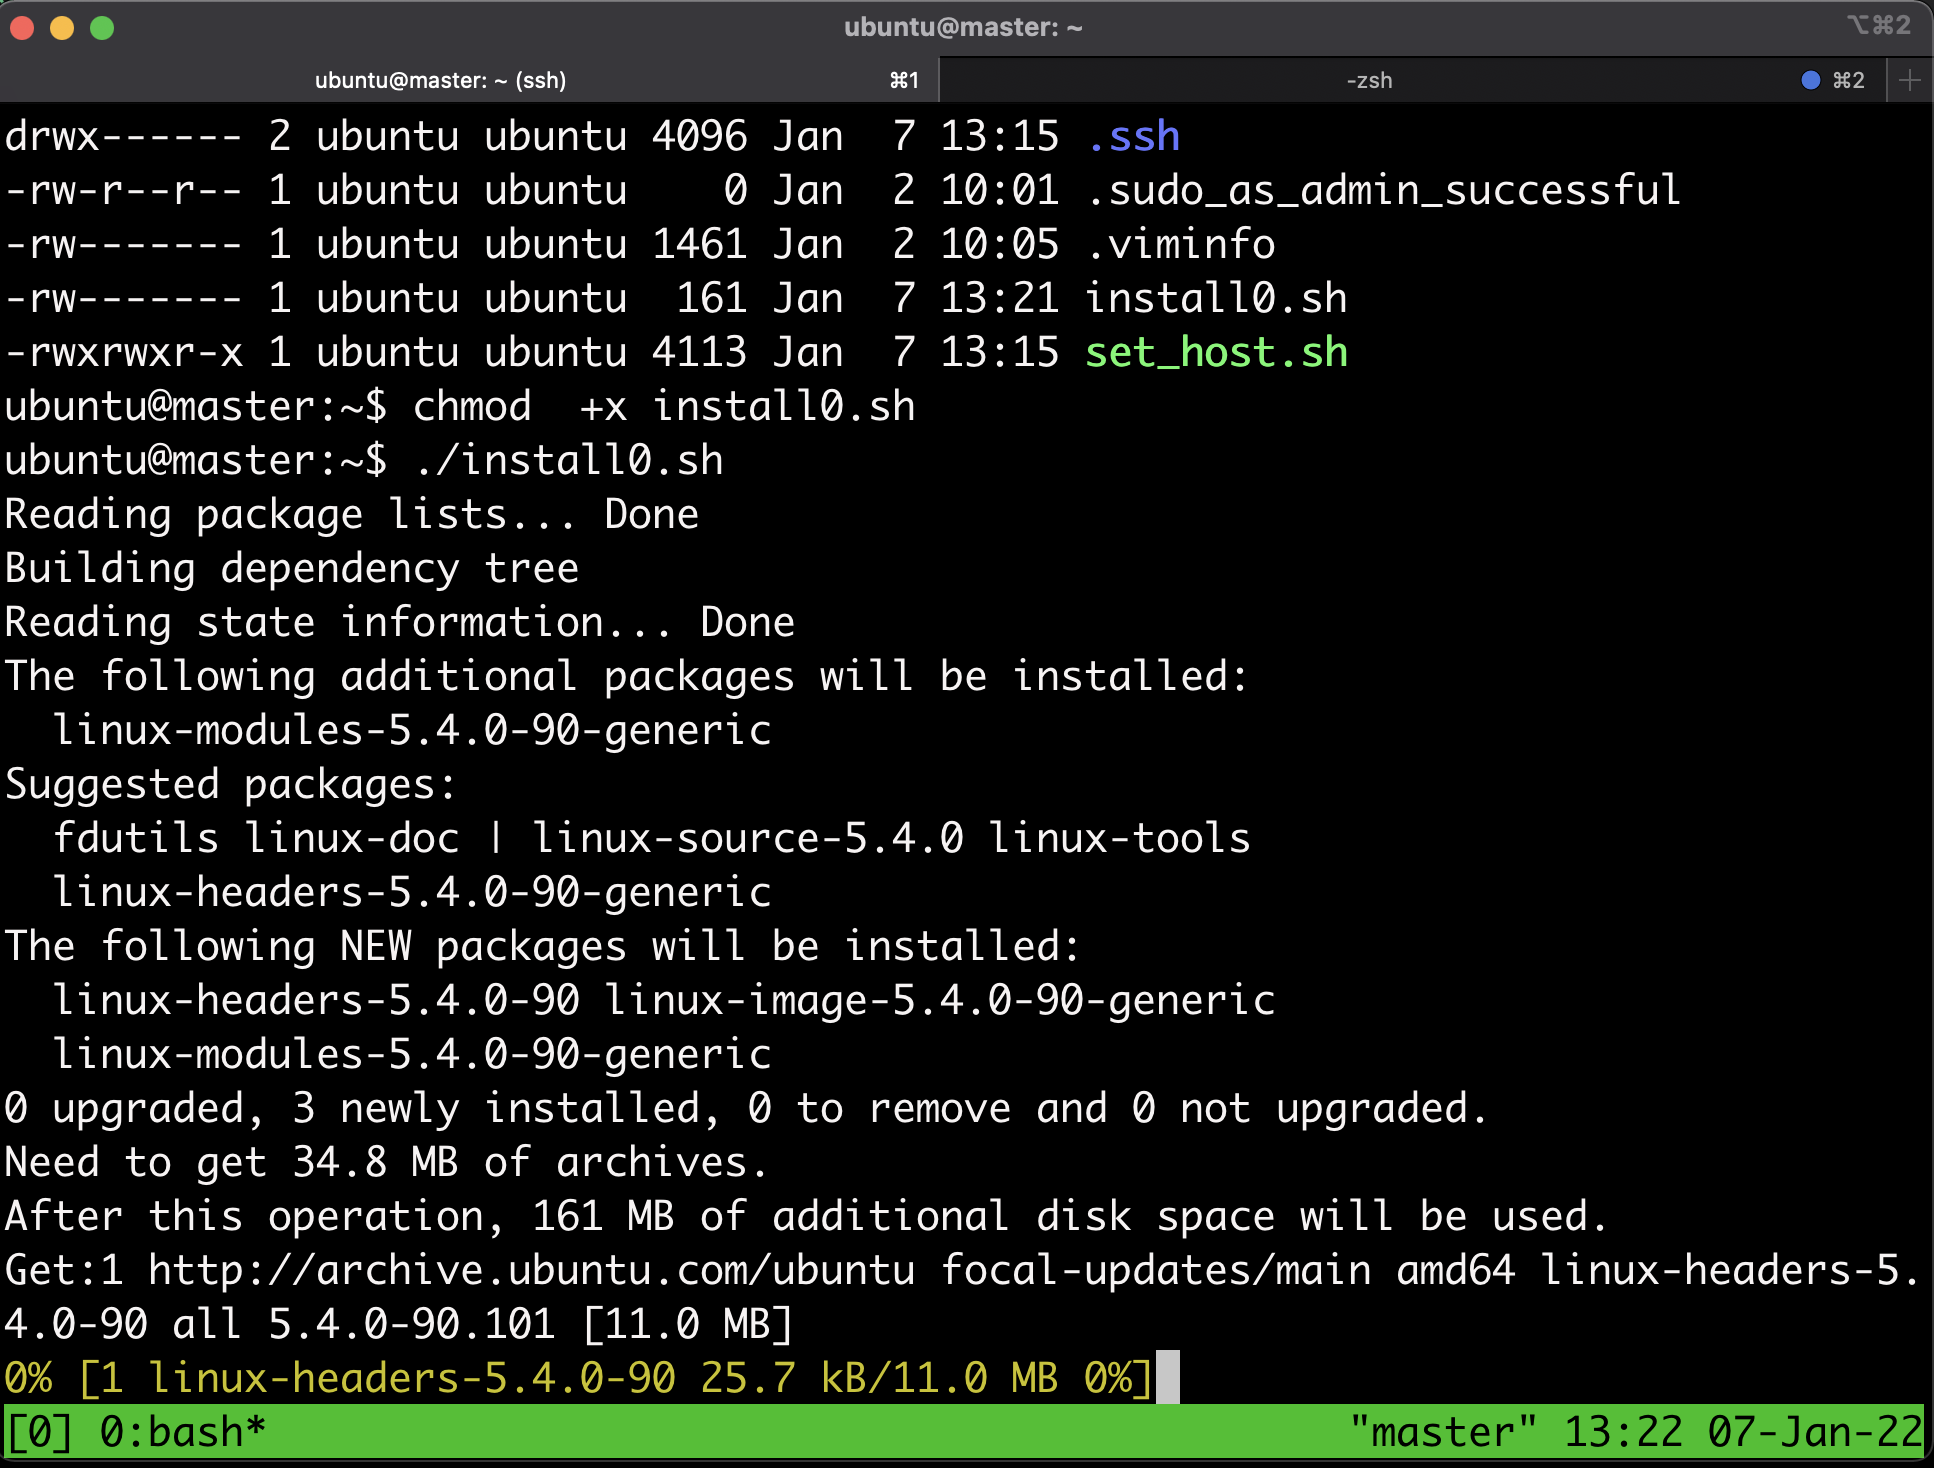 ubuntu@master: ~
⌥⌘2
ubuntu@master: ~ (ssh) ⌘1
-zsh ⌘2
drwx------ 2 ubuntu ubuntu 4096 Jan  7 13:15 .ssh
-rw-r--r-- 1 ubuntu ubuntu    0 Jan  2 10:01 .sudo_as_admin_successful
-rw------- 1 ubuntu ubuntu 1461 Jan  2 10:05 .viminfo
-rw------- 1 ubuntu ubuntu  161 Jan  7 13:21 install0.sh
-rwxrwxr-x 1 ubuntu ubuntu 4113 Jan  7 13:15 set_host.sh
ubuntu@master:~$ chmod  +x install0.sh
ubuntu@master:~$ ./install0.sh
Reading package lists... Done
Building dependency tree
Reading state information... Done
The following additional packages will be installed:
  linux-modules-5.4.0-90-generic
Suggested packages:
  fdutils linux-doc | linux-source-5.4.0 linux-tools
  linux-headers-5.4.0-90-generic
The following NEW packages will be installed:
  linux-headers-5.4.0-90 linux-image-5.4.0-90-generic
  linux-modules-5.4.0-90-generic
0 upgraded, 3 newly installed, 0 to remove and 0 not upgraded.
Need to get 34.8 MB of archives.
After this operation, 161 MB of additional disk space will be used.
Get:1 http://archive.ubuntu.com/ubuntu focal-updates/main amd64 linux-headers-5.
4.0-90 all 5.4.0-90.101 [11.0 MB]
0% [1 linux-headers-5.4.0-90 25.7 kB/11.0 MB 0%]
[0] 0:bash* "master" 13:22 07-Jan-22